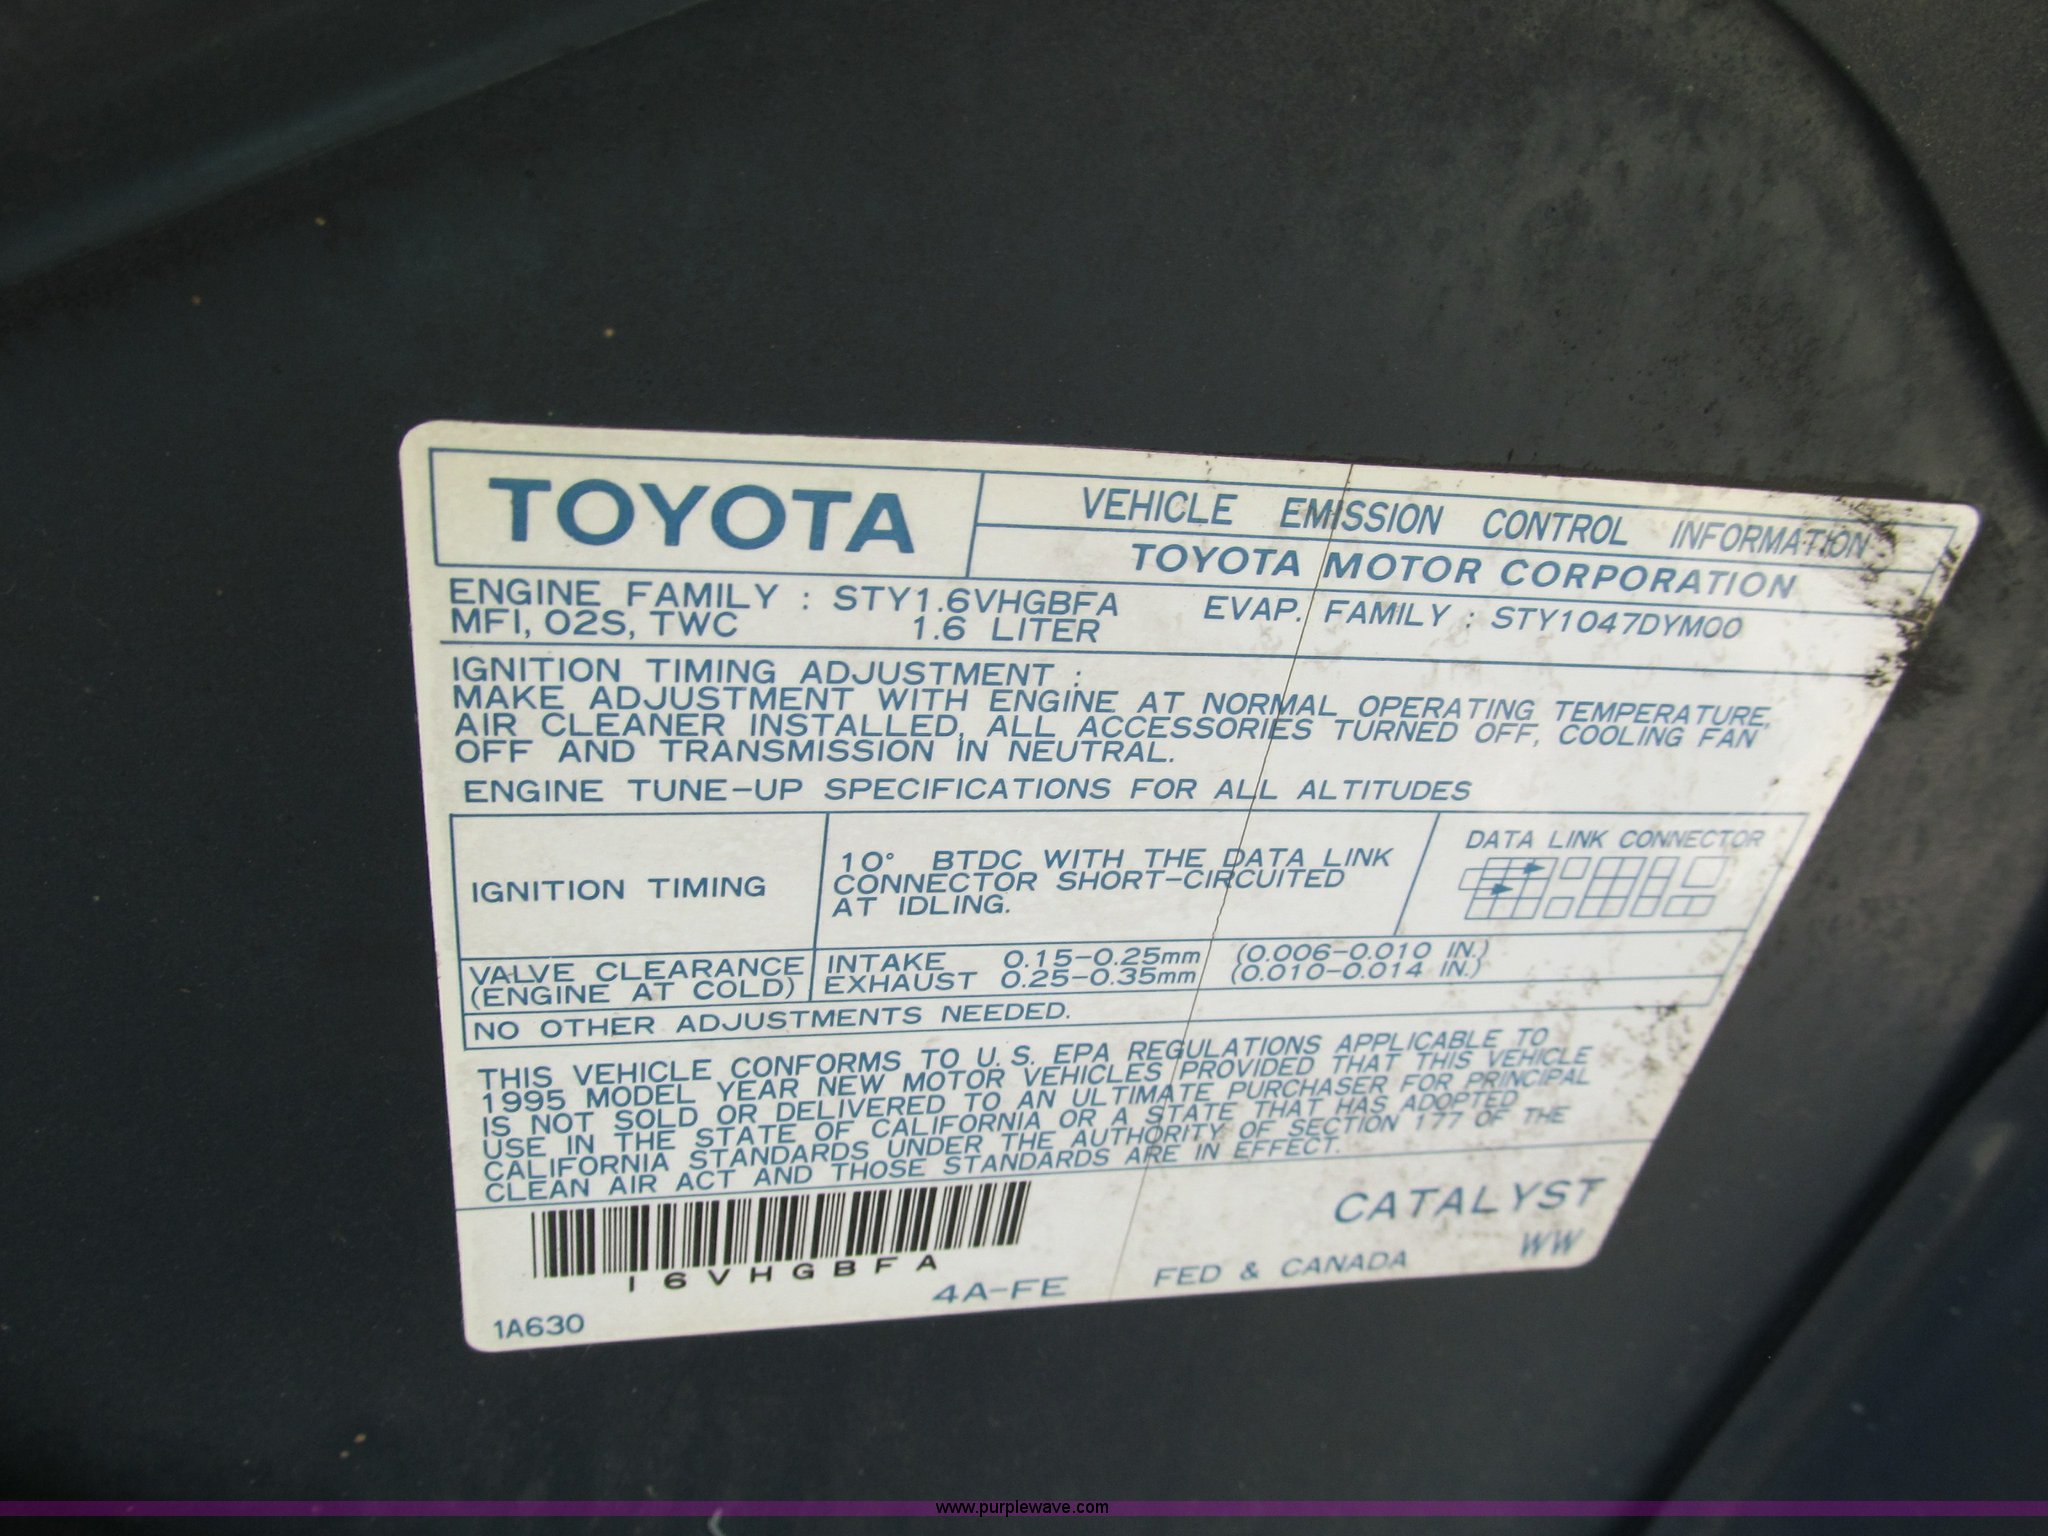 TOYOTA
VEHICLE EMISSION CONTROL INFORMATION
TOYOTA MOTOR CORPORATION
ENGINE FAMILY : STY1.6VHGBFA EVAP. FAMILY : STY1047DYM00
MFI, O2S, TWC 1.6 LITER
IGNITION TIMING ADJUSTMENT :
MAKE ADJUSTMENT WITH ENGINE AT NORMAL OPERATING TEMPERATURE,
AIR CLEANER INSTALLED, ALL ACCESSORIES TURNED OFF, COOLING FAN
OFF AND TRANSMISSION IN NEUTRAL.
ENGINE TUNE-UP SPECIFICATIONS FOR ALL ALTITUDES
IGNITION TIMING
10° BTDC WITH THE DATA LINK
CONNECTOR SHORT-CIRCUITED
AT IDLING.
DATA LINK CONNECTOR
VALVE CLEARANCE
(ENGINE AT COLD)
INTAKE 0.15-0.25mm (0.006-0.010 IN.)
EXHAUST 0.25-0.35mm (0.010-0.014 IN.)
NO OTHER ADJUSTMENTS NEEDED.
THIS VEHICLE CONFORMS TO U.S. EPA REGULATIONS APPLICABLE TO
1995 MODEL YEAR NEW MOTOR VEHICLES PROVIDED THAT THIS VEHICLE
IS NOT SOLD OR DELIVERED TO AN ULTIMATE PURCHASER FOR PRINCIPAL
USE IN THE STATE OF CALIFORNIA OR A STATE THAT HAS ADOPTED
CALIFORNIA STANDARDS UNDER THE AUTHORITY OF SECTION 177 OF THE
CLEAN AIR ACT AND THOSE STANDARDS ARE IN EFFECT.
I6VHGBFA
CATALYST
WW
4A-FE FED & CANADA
1A630
www.purplewave.com